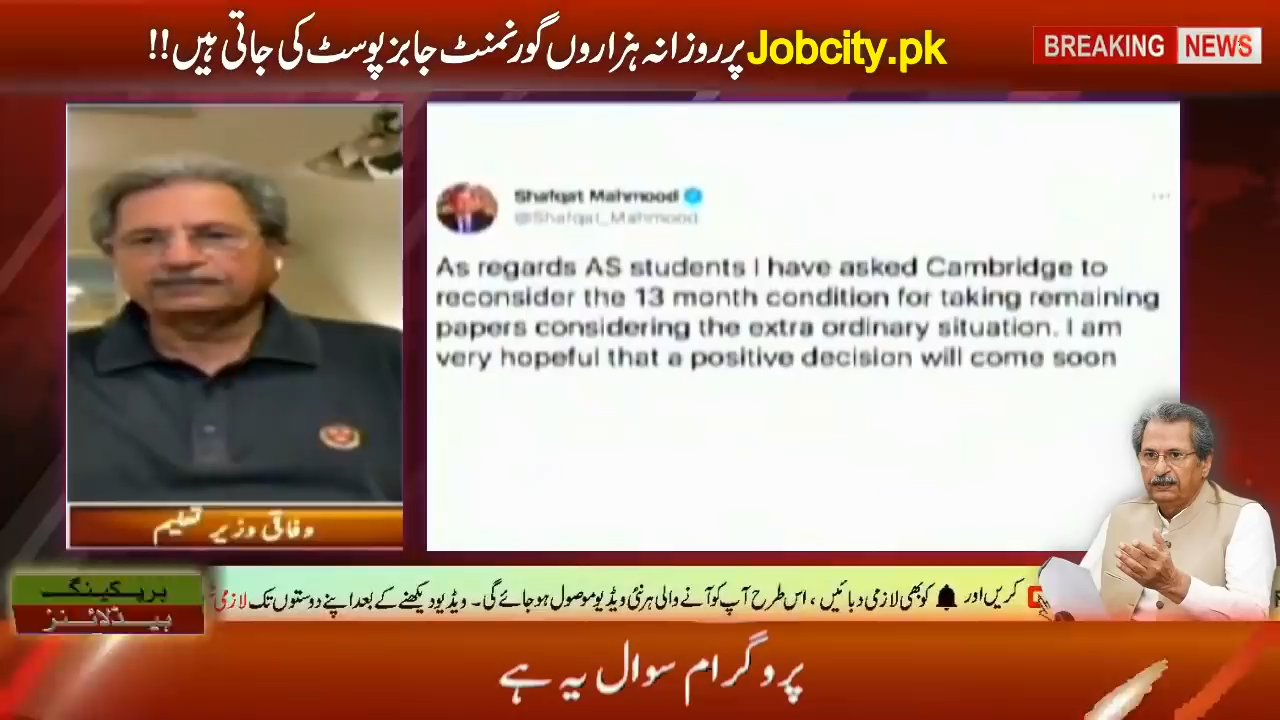 Jobcity.pk پر روزانہ ہزاروں گورنمنٹ جابز پوسٹ کی جاتی ہیں!!
BREAKING NEWS
Shafqat Mahmood
@Shafqat_Mahmood
As regards AS students I have asked Cambridge to
reconsider the 13 month condition for taking remaining
papers considering the extra ordinary situation. I am
very hopeful that a positive decision will come soon
وفاقی وزیر تعلیم
بریکینگ
ہیڈلائنز
کریں اور کو بھی لازمی دبائیں، اس طرح آپ کو آنے والی ہر نئی ویڈیو موصول ہو جائے گی۔ ویڈیو دیکھنے کے بعد اپنے دوستوں تک لازمی
پروگرام سوال یہ ہے